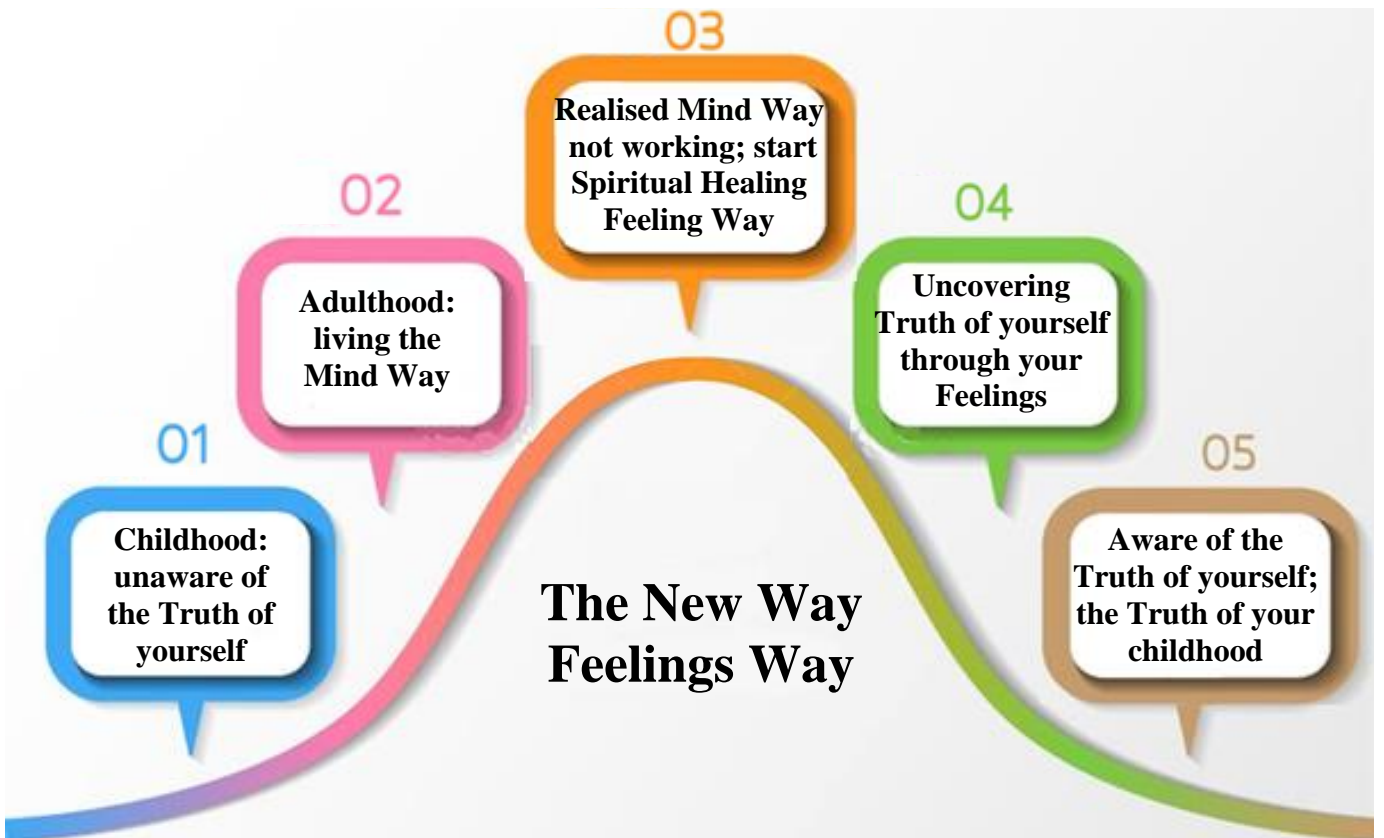 01
Childhood:
unaware of
the Truth of
yourself
02
Adulthood:
living the
Mind Way
03
Realised Mind Way
not working; start
Spiritual Healing
Feeling Way
04
Uncovering
Truth of yourself
through your
Feelings
05
Aware of the
Truth of yourself;
the Truth of your
childhood
The New Way
Feelings Way